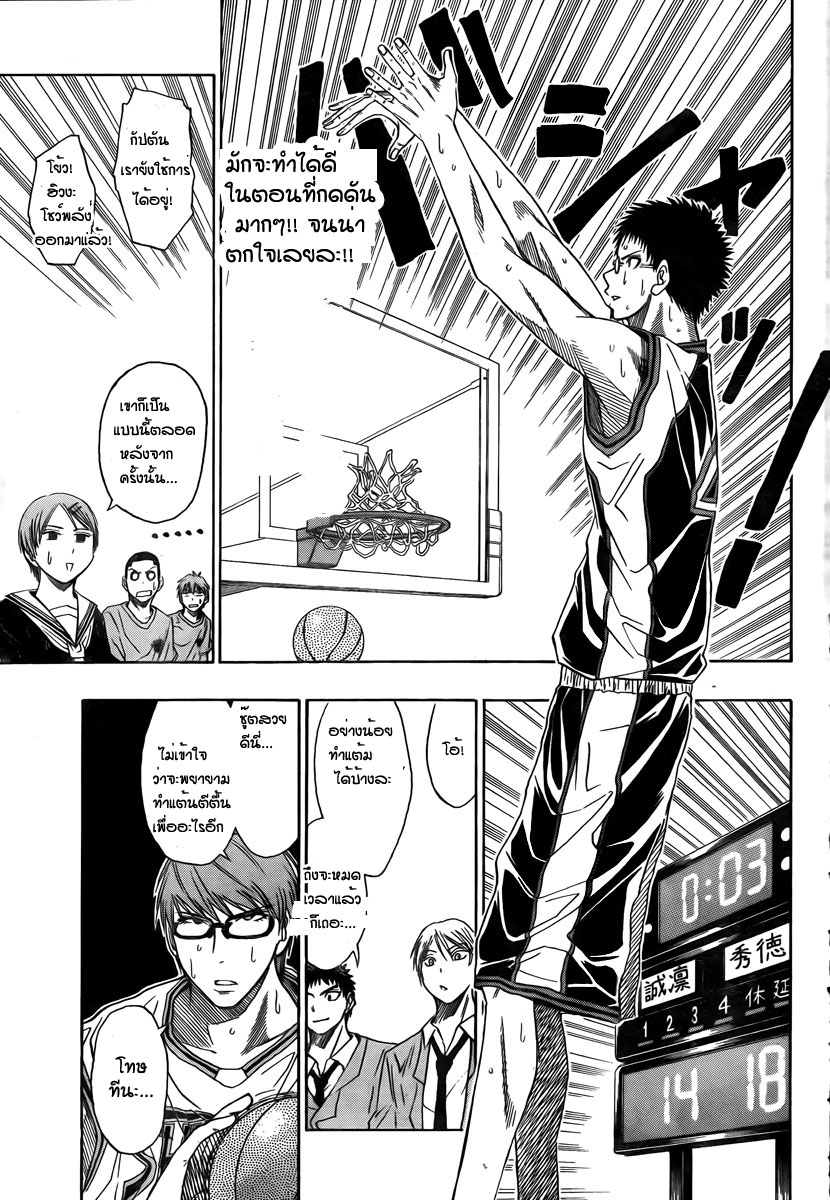 มักจะทำได้ดี
ในตอนที่กดดัน
มากๆ!! จนน่า
ตกใจเลยละ!!
กัปตัน
เรายังใช้การ
ได้อยู่!
โย้ว!
ฮิวงะ
โชว์พลัง
ออกมาแล้ว!
เขาก็เป็น
แบบนี้ตลอด
หลังจาก
ครั้งนั้น...
โอ้!
อย่างน้อย
ทำแต้ม
ได้บ้างละ
ถึงจะหมด
เวลาแล้ว
ก็เถอะ...
ชู๊ตสวย
ดีนี่...
ไม่เข้าใจ
ว่าจะพยายาม
ทำแต้นตีตื้น
เพื่ออะไรอีก
โทษ
ทีนะ...
0:03
誠凛 秀徳
1 2 3 4 休 延
14 18